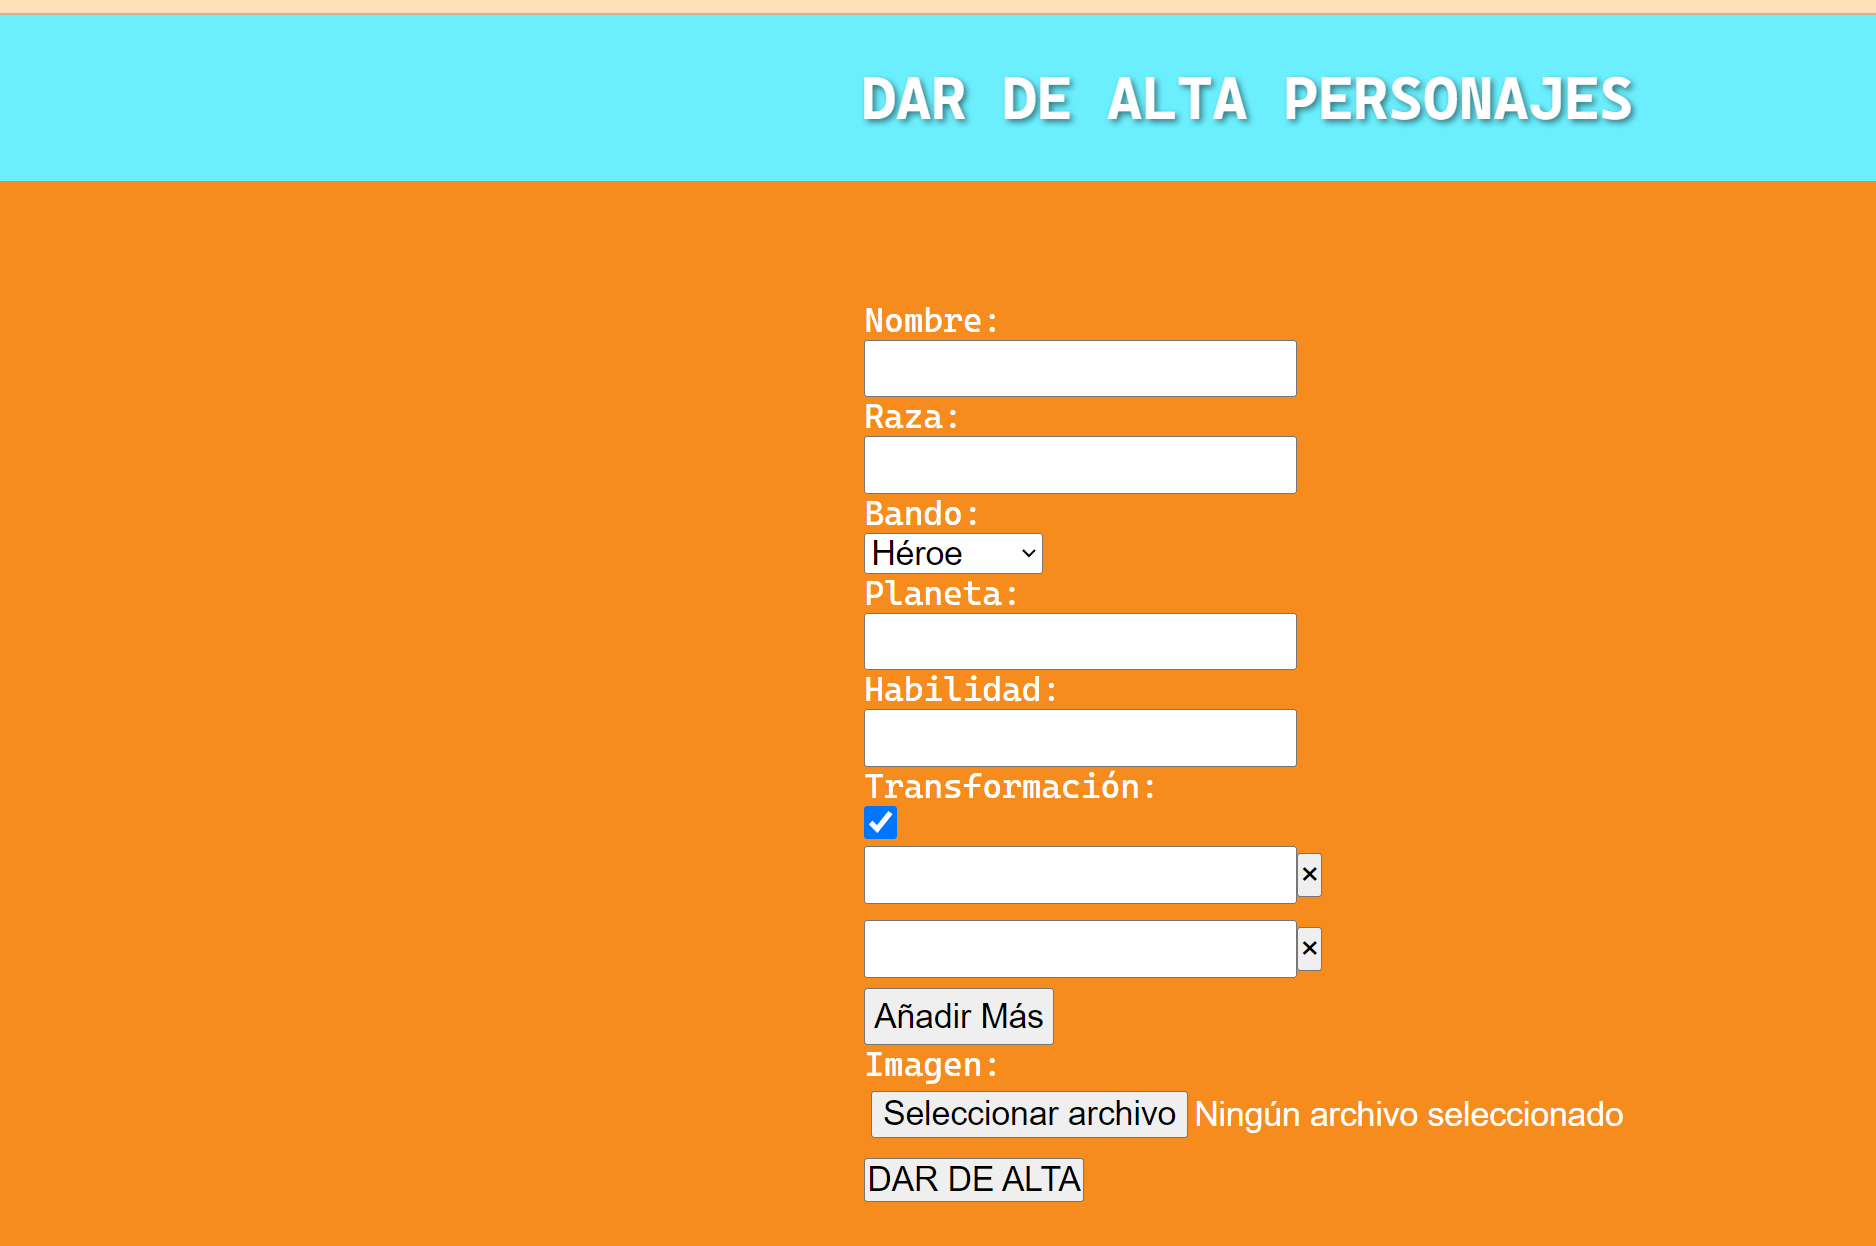 DAR DE ALTA PERSONAJES
Nombre:
Raza:
Bando:
Héroe
Planeta:
Habilidad:
Transformación:
×
×
Añadir Más
Imagen:
Seleccionar archivo Ningún archivo seleccionado
DAR DE ALTA